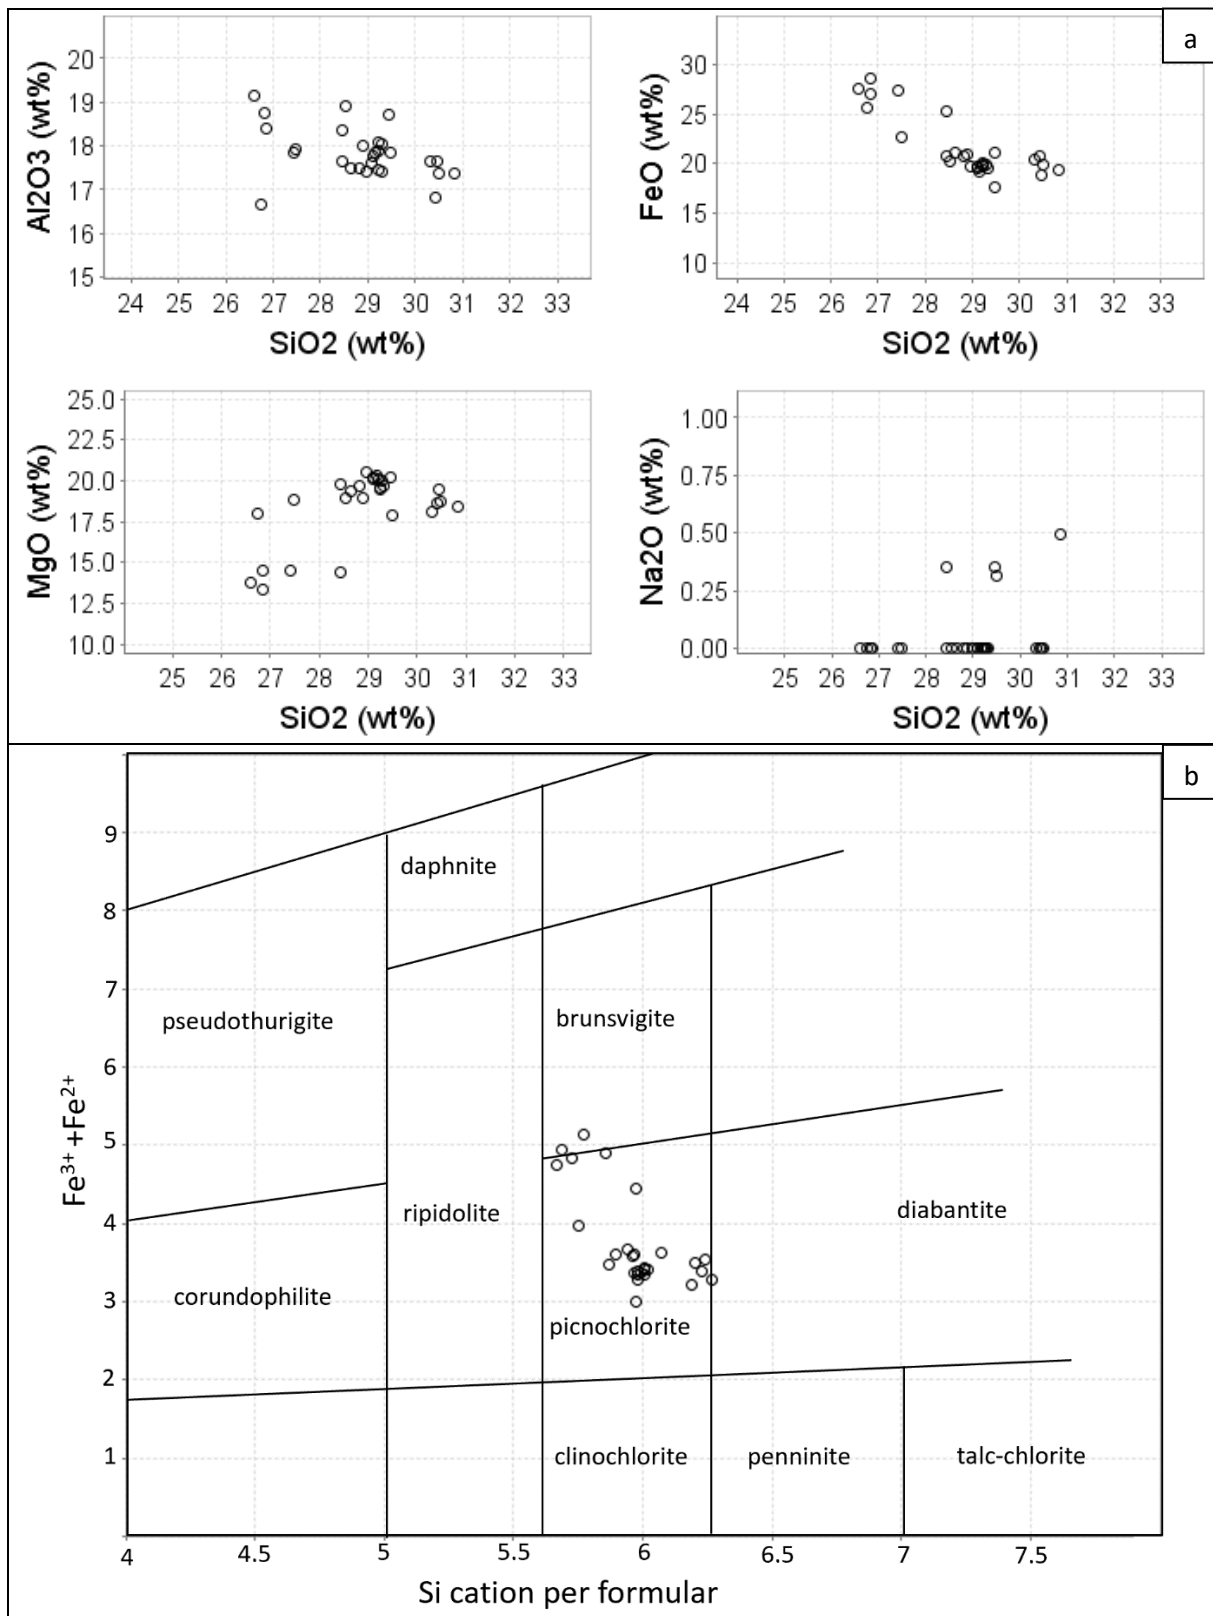 a
Al2O3 (wt%)
20
19
18
17
16
15
24 25 26 27 28 29 30 31 32 33
SiO2 (wt%)
FeO (wt%)
30
25
20
15
10
24 25 26 27 28 29 30 31 32 33
SiO2 (wt%)
MgO (wt%)
25.0
22.5
20.0
17.5
15.0
12.5
10.0
25 26 27 28 29 30 31 32 33
SiO2 (wt%)
Na2O (wt%)
1.00
0.75
0.50
0.25
0.00
25 26 27 28 29 30 31 32 33
SiO2 (wt%)
b
Fe³⁺+Fe²⁺
9
8
7
6
5
4
3
2
1
daphnite
pseudothurigite
brunsvigite
ripidolite
diabantite
corundophilite
picnochlorite
clinochlorite
penninite
talc-chlorite
4 4.5 5 5.5 6 6.5 7 7.5
Si cation per formular